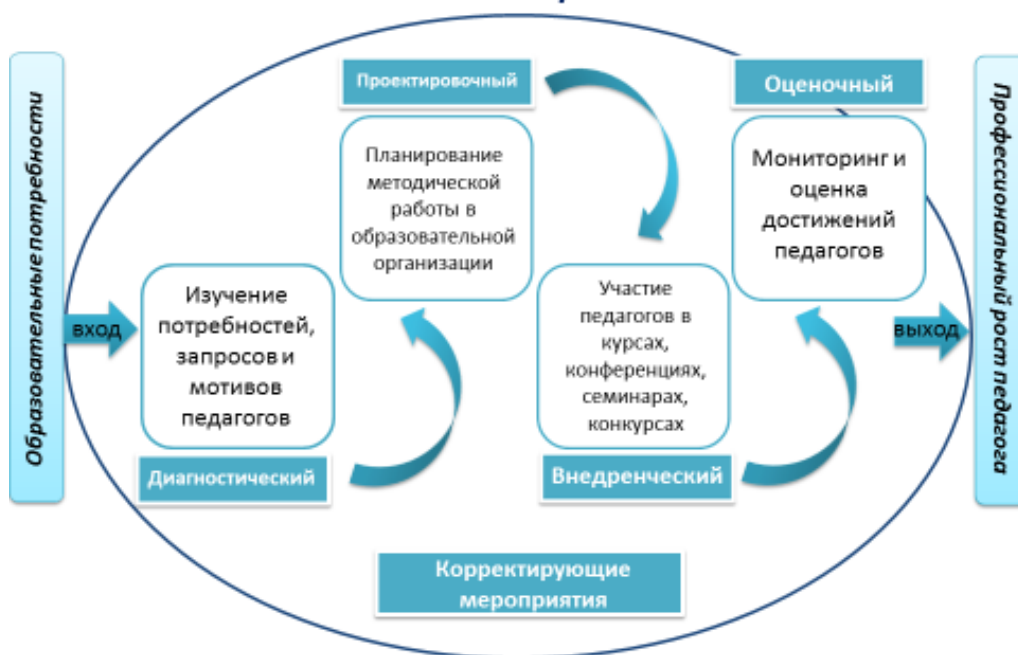 Образовательные потребности
вход
Изучение
потребностей,
запросов и
мотивов
педагогов
Диагностический
Проектировочный
Планирование
методической
работы в
образовательной
организации
Участие
педагогов в
курсах,
конференциях,
семинарах,
конкурсах
Внедренческий
Оценочный
Мониторинг и
оценка
достижений
педагогов
выход
Профессиональный рост педагога
Корректирующие
мероприятия